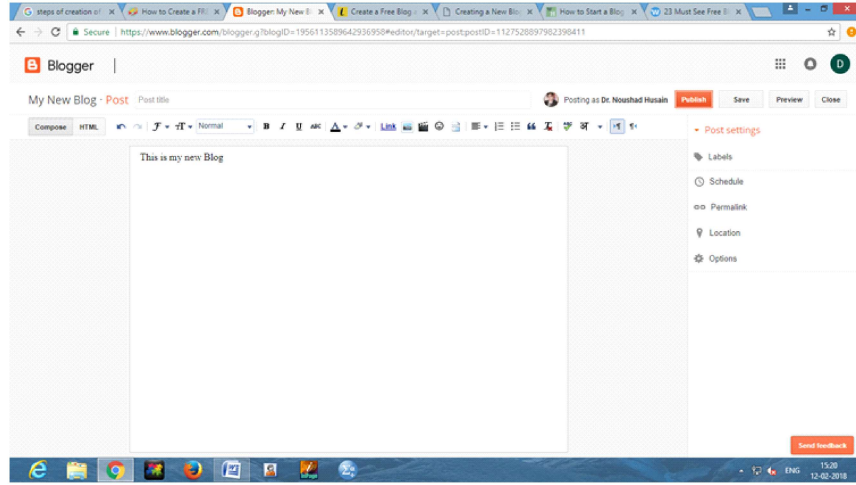 steps of creation of
How to Create a FRE
Blogger: My New Bl
Create a Free Blog -
Creating a New Blo
How to Start a Blog
23 Must See Free B
Secure https://www.blogger.com/blogger.g?blogID=1956113589642936958#editor/target=post;postID=1127528897982398411
Blogger
D
My New Blog · Post Post title Posting as Dr. Noushad Husain Publish Save Preview Close
Compose HTML Normal B I U ABC A Link अ
Post settings
This is my new Blog
Labels
Schedule
Permalink
Location
Options
Send feedback
ENG 15:20
12-02-2018